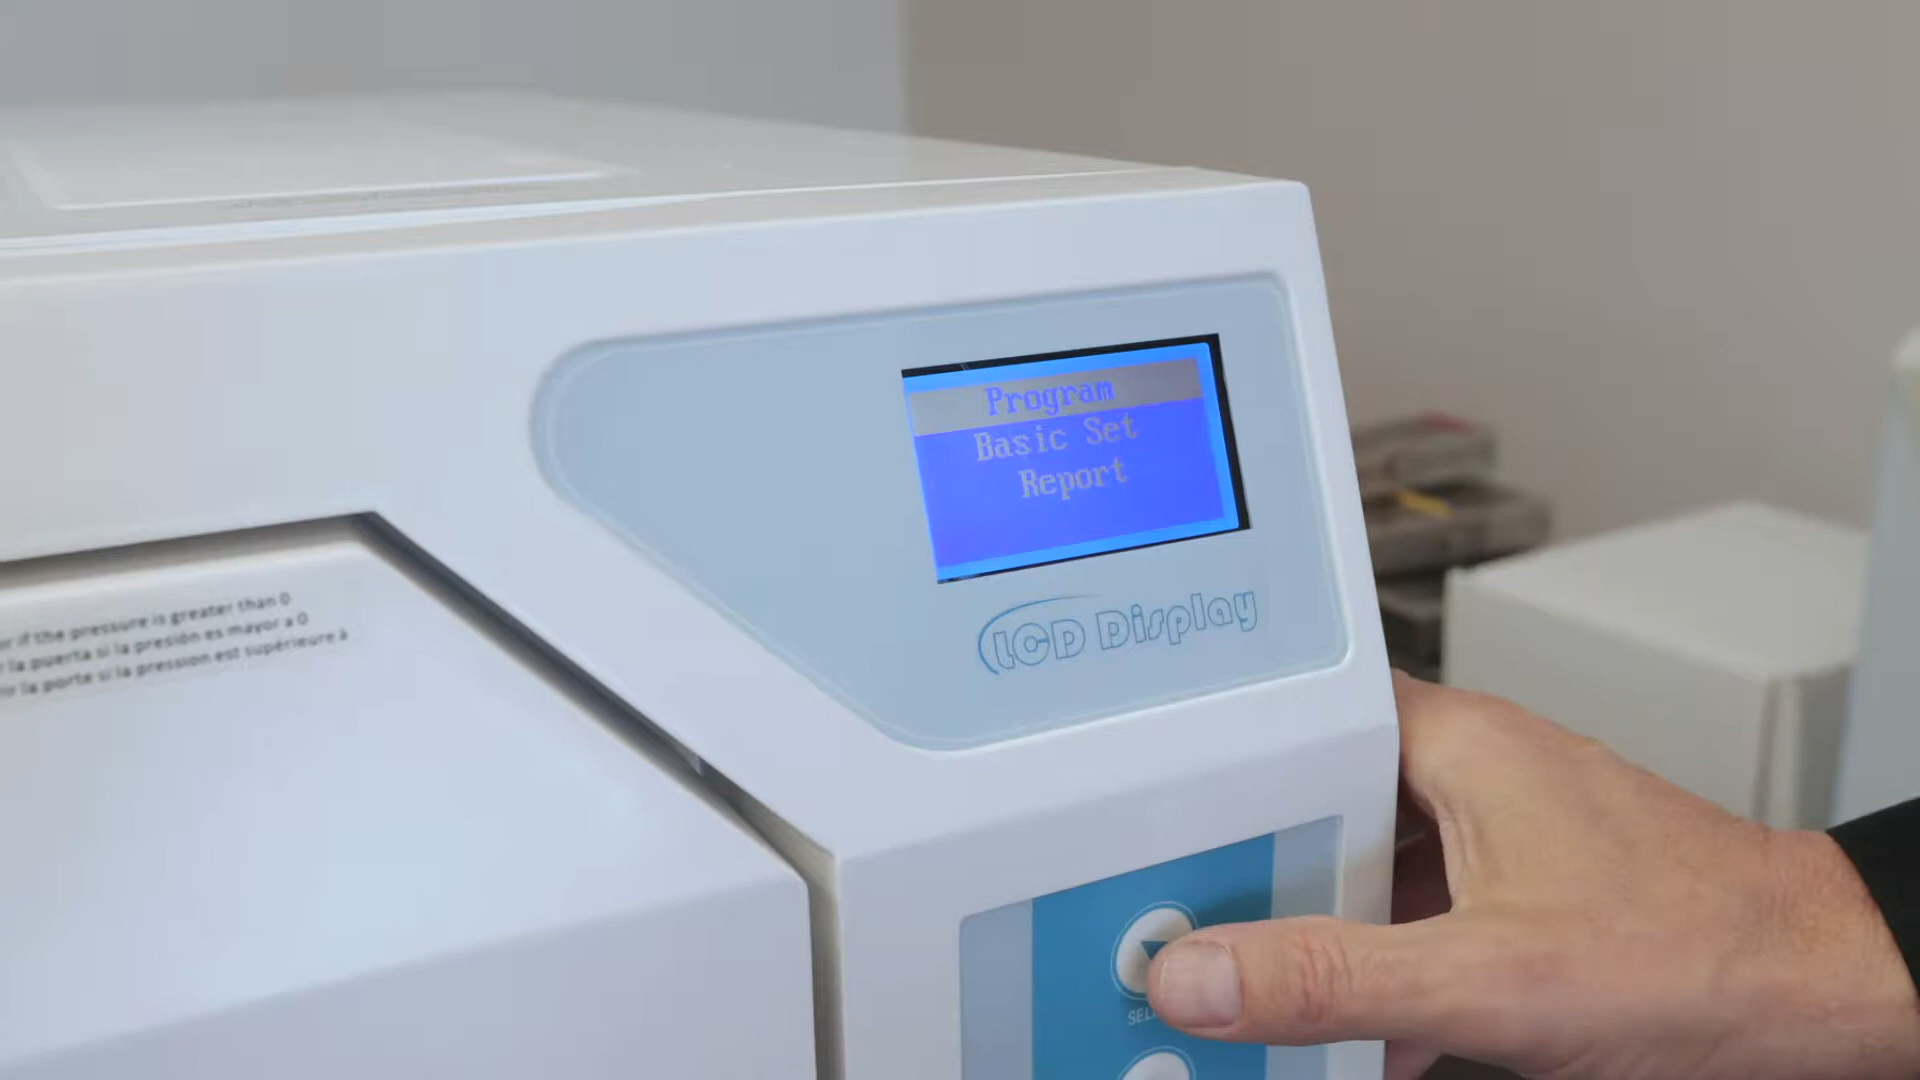 Program
Basic Set
Report
LCD Display
or if the pressure is greater than 0
la puerta si la presión es mayor a 0
la porte si la pression est supérieure à